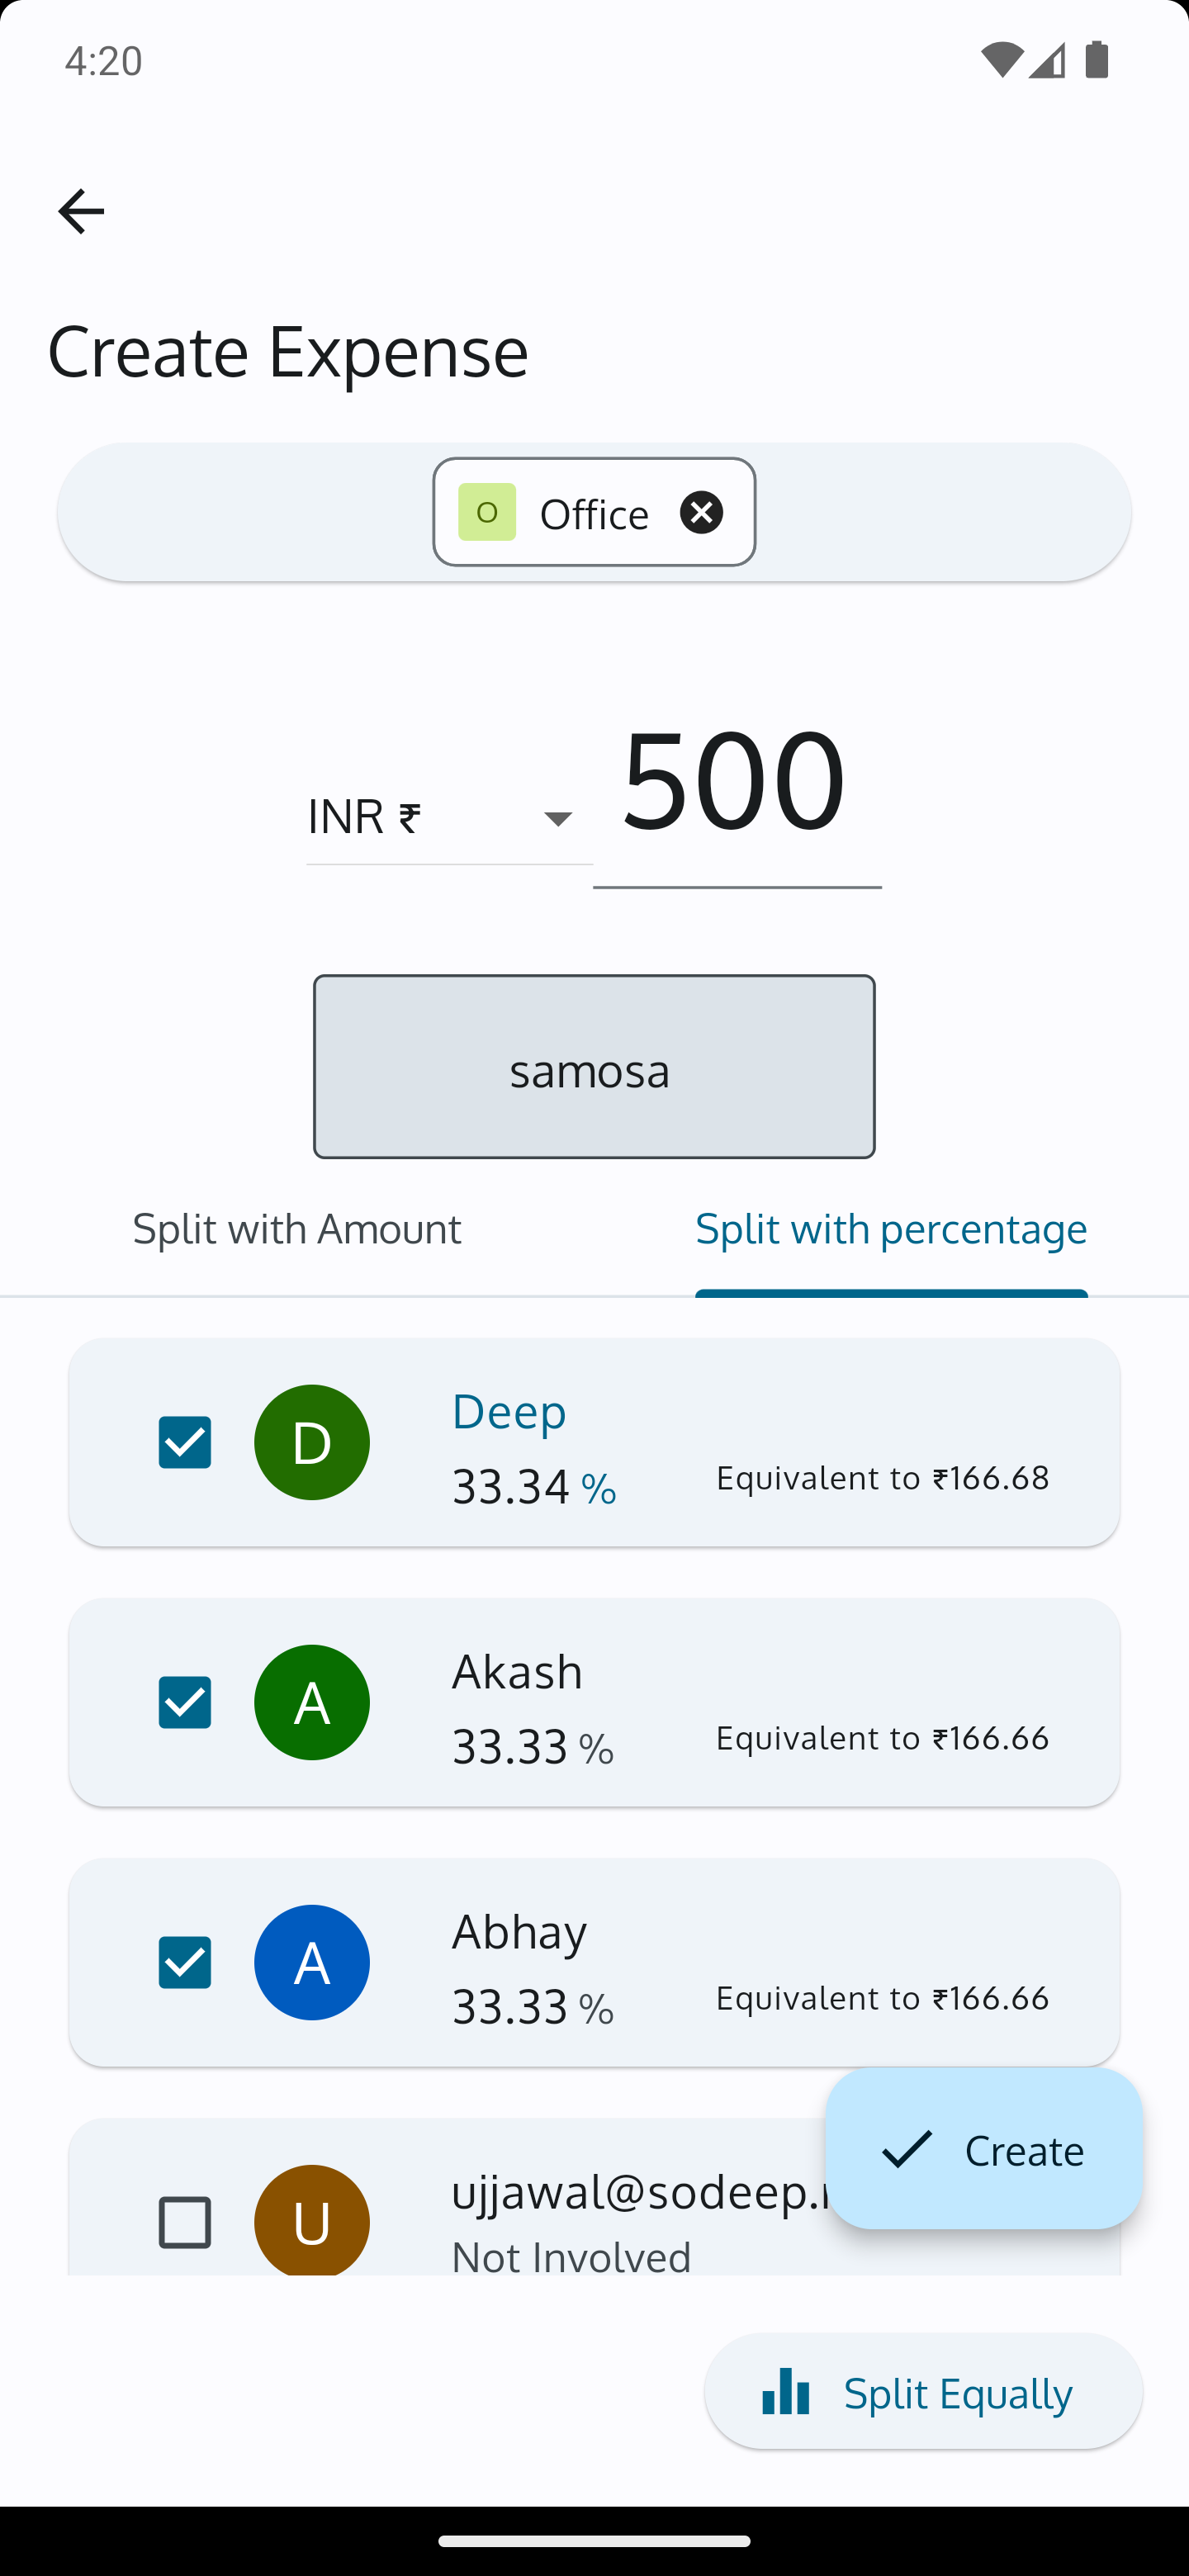 4:20
Create Expense
O Office
INR ₹ 500
samosa
Split with Amount Split with percentage
D Deep
33.34 % Equivalent to ₹166.68
A Akash
33.33 % Equivalent to ₹166.66
A Abhay
33.33 % Equivalent to ₹166.66
U ujjawal@sodeep.
Not Involved
Create
Split Equally